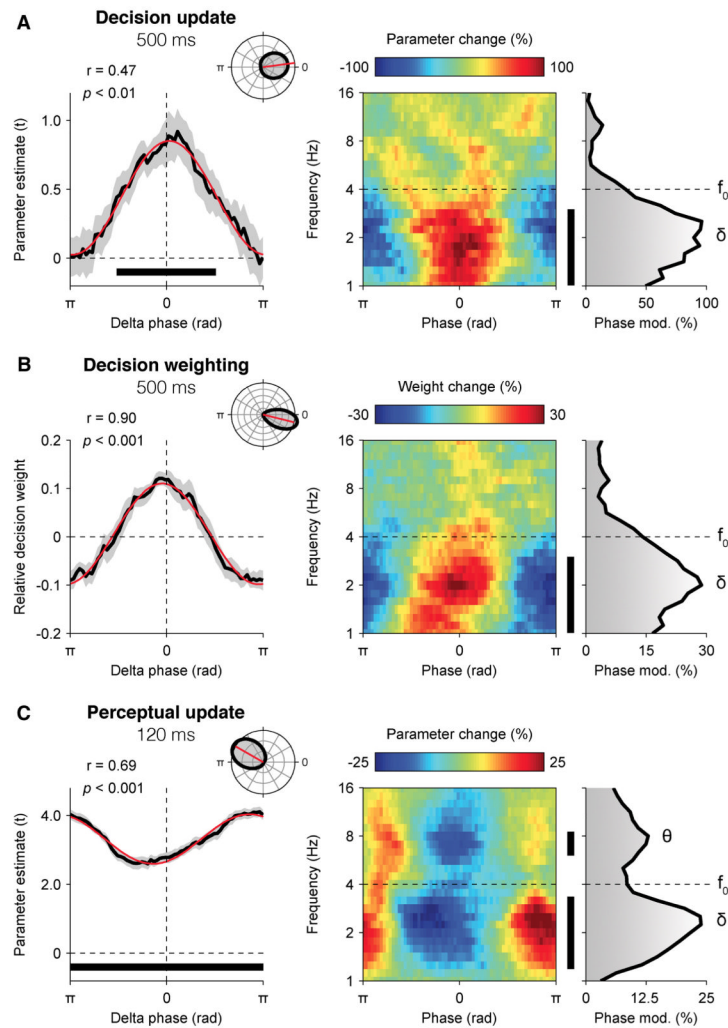 A
Decision update
500 ms
π
0
r = 0.47
p < 0.01
Parameter estimate (t)
1.0
0.5
0
π
0
π
Delta phase (rad)
Parameter change (%)
-100
100
Frequency (Hz)
16
8
4
2
1
π
0
π
Phase (rad)
f0
δ
0
50
100
Phase mod. (%)
B
Decision weighting
500 ms
π
0
r = 0.90
p < 0.001
Relative decision weight
0.2
0.1
0
-0.1
-0.2
π
0
π
Delta phase (rad)
Weight change (%)
-30
30
Frequency (Hz)
16
8
4
2
1
π
0
π
Phase (rad)
f0
δ
0
15
30
Phase mod. (%)
C
Perceptual update
120 ms
π
0
r = 0.69
p < 0.001
Parameter estimate (t)
4.0
2.0
0
π
0
π
Delta phase (rad)
Parameter change (%)
-25
25
Frequency (Hz)
16
8
4
2
1
π
0
π
Phase (rad)
θ
f0
δ
0
12.5
25
Phase mod. (%)